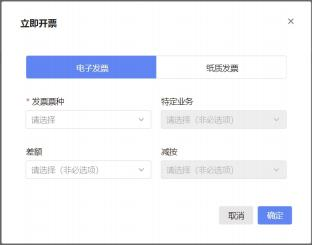 立即开票
电子发票 纸质发票
* 发票票种 特定业务
请选择 请选择（非必选项）
差额 减按
请选择（非必选项） 请选择（非必选项）
取消 确定